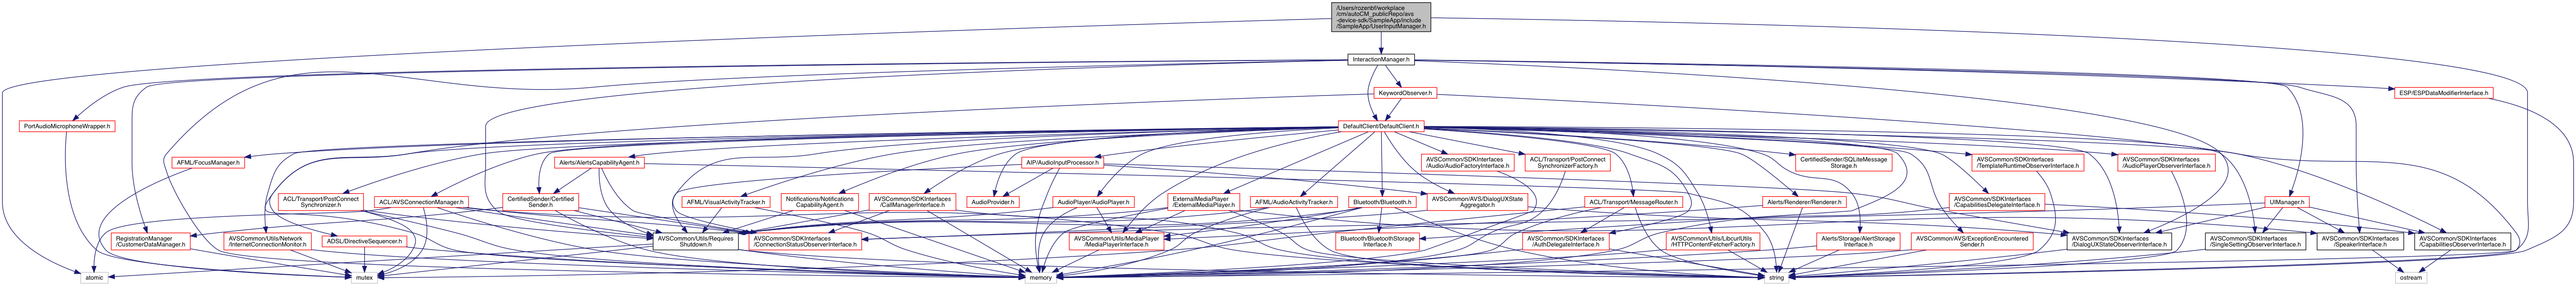 /Users/rozenbf/workplace
/cm/autoCM_publicRepo/avs
-device-sdk/SampleApp/include
/SampleApp/UserInputManager.h
InteractionManager.h
KeywordObserver.h
ESP/ESPDataModifierInterface.h
PortAudioMicrophoneWrapper.h
DefaultClient/DefaultClient.h
AFML/FocusManager.h
Alerts/AlertsCapabilityAgent.h
AIP/AudioInputProcessor.h
AVSCommon/SDKInterfaces
/Audio/AudioFactoryInterface.h
ACL/Transport/PostConnect
SynchronizerFactory.h
CertifiedSender/SQLiteMessage
Storage.h
AVSCommon/SDKInterfaces
/TemplateRuntimeObserverInterface.h
AVSCommon/SDKInterfaces
/AudioPlayerObserverInterface.h
ACL/Transport/PostConnect
Synchronizer.h
ACL/AVSConnectionManager.h
CertifiedSender/Certified
Sender.h
AFML/VisualActivityTracker.h
Notifications/Notifications
CapabilityAgent.h
AVSCommon/SDKInterfaces
/CallManagerInterface.h
AudioProvider.h
AudioPlayer/AudioPlayer.h
ExternalMediaPlayer
/ExternalMediaPlayer.h
AFML/AudioActivityTracker.h
Bluetooth/Bluetooth.h
AVSCommon/AVS/DialogUXState
Aggregator.h
ACL/Transport/MessageRouter.h
Alerts/Renderer/Renderer.h
AVSCommon/SDKInterfaces
/CapabilitiesDelegateInterface.h
UIManager.h
RegistrationManager
/CustomerDataManager.h
AVSCommon/Utils/Network
/InternetConnectionMonitor.h
ADSL/DirectiveSequencer.h
AVSCommon/Utils/Requires
Shutdown.h
AVSCommon/SDKInterfaces
/ConnectionStatusObserverInterface.h
AVSCommon/Utils/MediaPlayer
/MediaPlayerInterface.h
Bluetooth/BluetoothStorage
Interface.h
AVSCommon/SDKInterfaces
/AuthDelegateInterface.h
AVSCommon/Utils/LibcurlUtils
/HTTPContentFetcherFactory.h
Alerts/Storage/AlertStorage
Interface.h
AVSCommon/AVS/ExceptionEncountered
Sender.h
AVSCommon/SDKInterfaces
/DialogUXStateObserverInterface.h
AVSCommon/SDKInterfaces
/SingleSettingObserverInterface.h
AVSCommon/SDKInterfaces
/SpeakerInterface.h
AVSCommon/SDKInterfaces
/CapabilitiesObserverInterface.h
atomic
mutex
memory
string
ostream